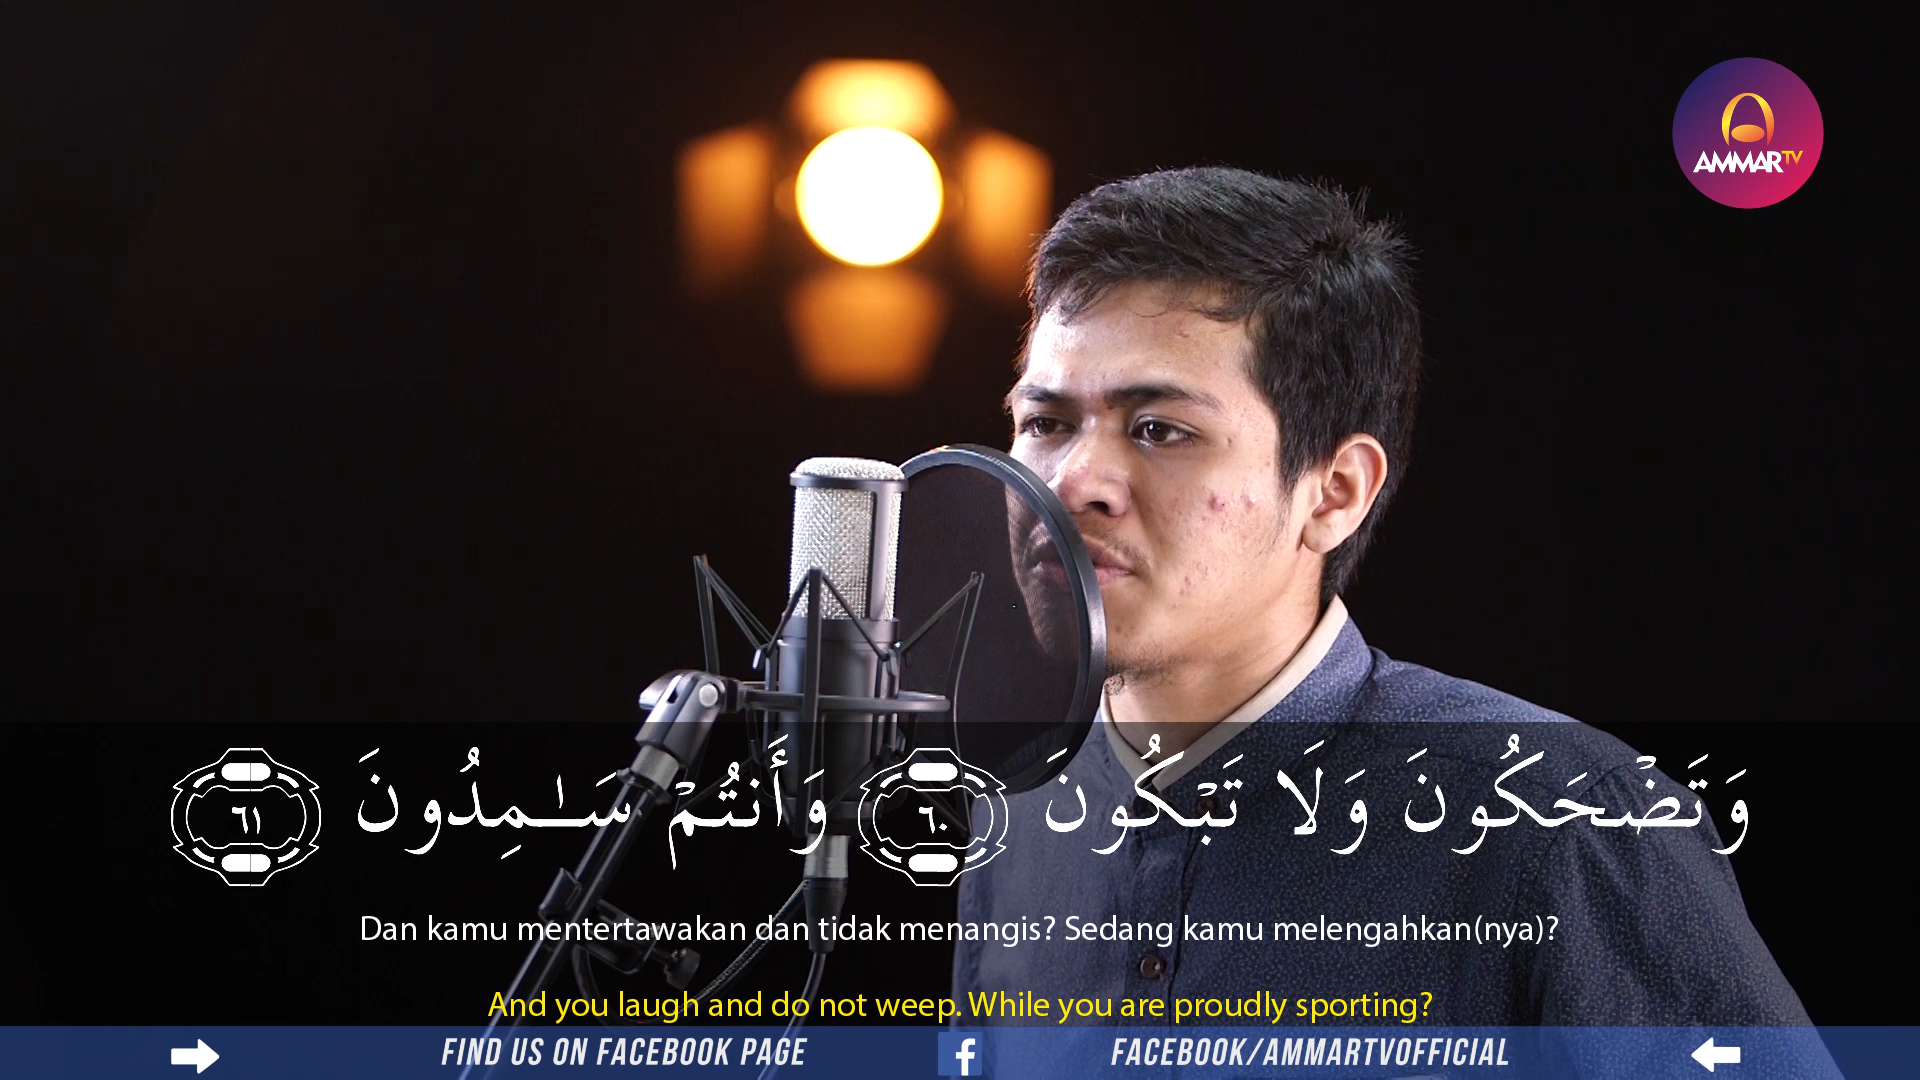 AMMARTV
وَتَضْحَكُونَ وَلَا تَبْكُونَ ٦٠ وَأَنتُمْ سَـٰمِدُونَ ٦١
Dan kamu mentertawakan dan tidak menangis? Sedang kamu melengahkan(nya)?
And you laugh and do not weep. While you are proudly sporting?
FIND US ON FACEBOOK PAGE f FACEBOOK/AMMARTVOFFICIAL